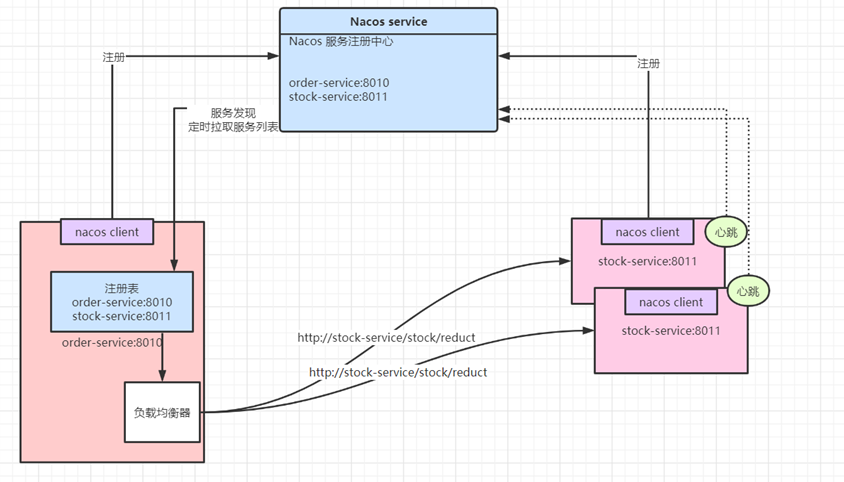 Nacos service
Nacos 服务注册中心
order-service:8010
stock-service:8011
注册
注册
服务发现
定时拉取服务列表
nacos client
注册表
order-service:8010
stock-service:8011
order-service:8010
负载均衡器
http://stock-service/stock/reduct
http://stock-service/stock/reduct
nacos client
心跳
stock-service:8011
nacos client
心跳
stock-service:8011